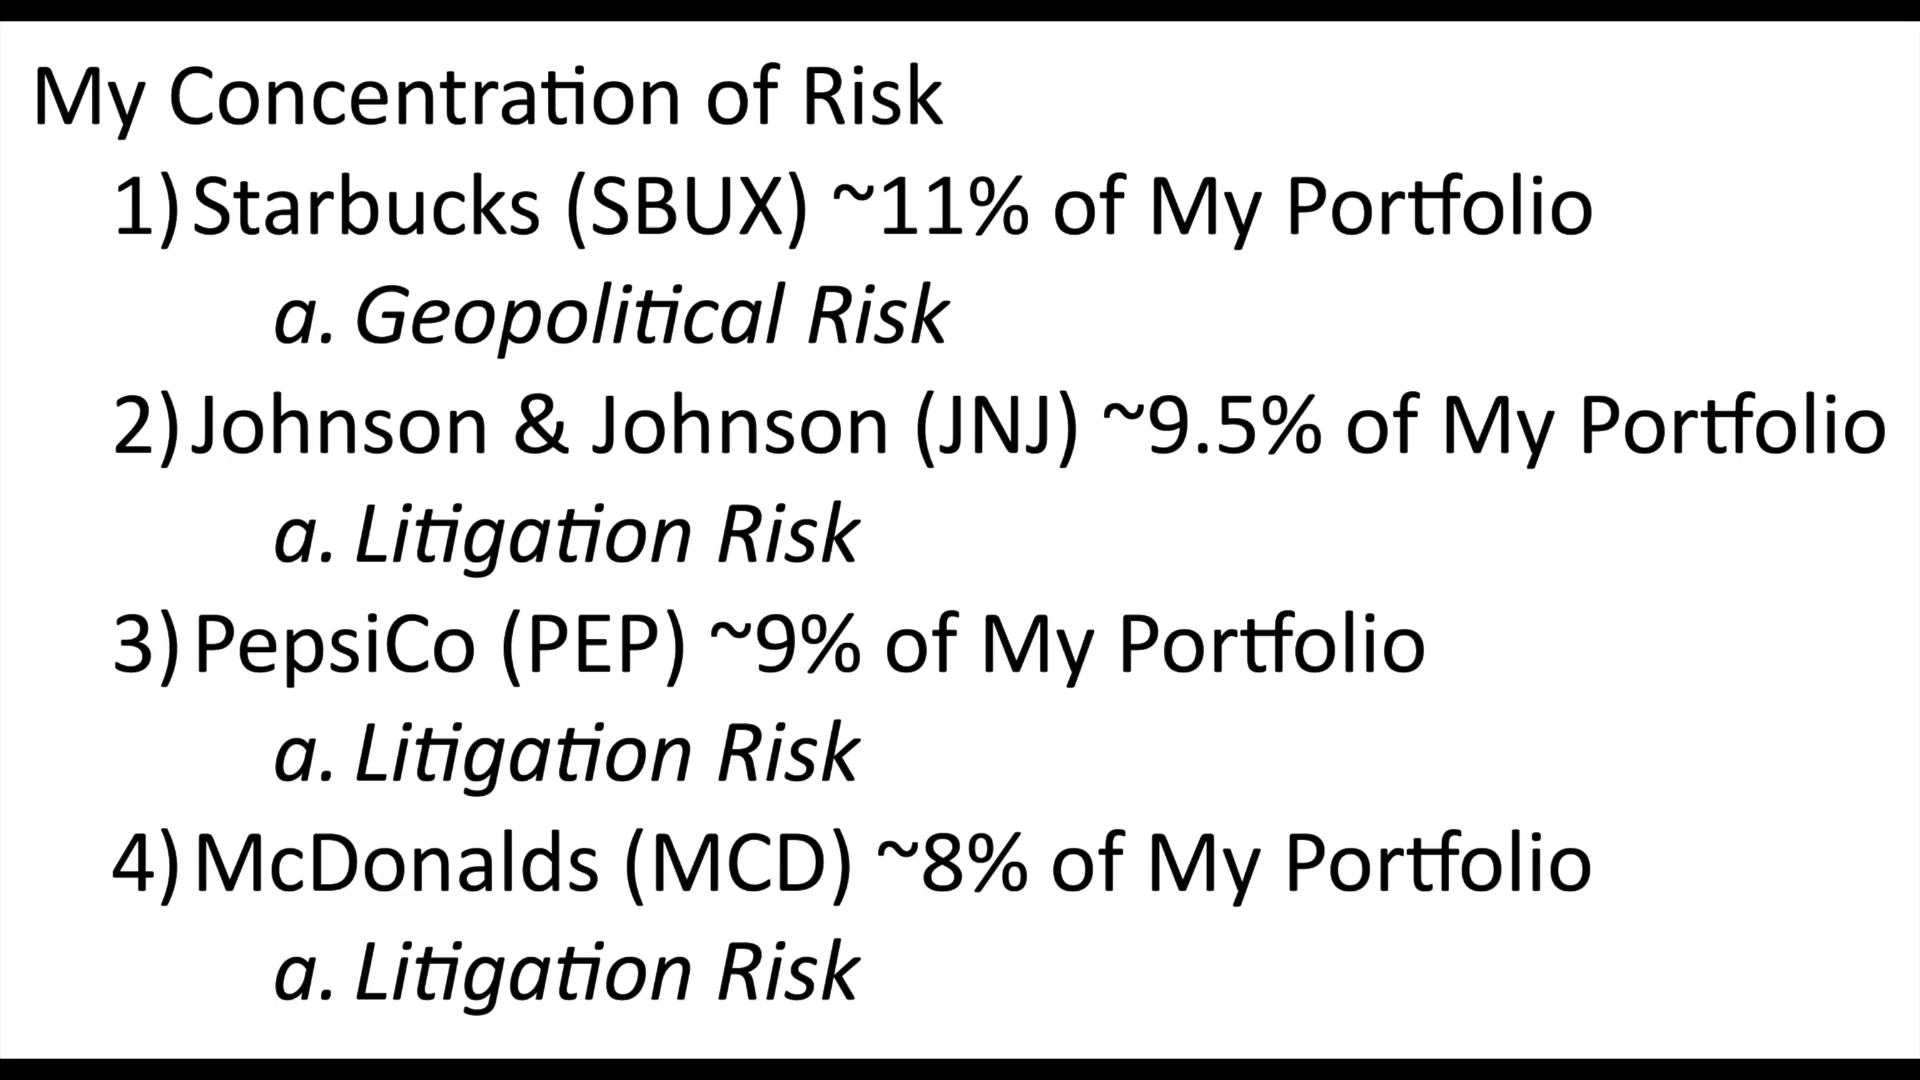 My Concentration of Risk
1) Starbucks (SBUX) ~11% of My Portfolio
a. Geopolitical Risk
2) Johnson & Johnson (JNJ) ~9.5% of My Portfolio
a. Litigation Risk
3) PepsiCo (PEP) ~9% of My Portfolio
a. Litigation Risk
4) McDonalds (MCD) ~8% of My Portfolio
a. Litigation Risk